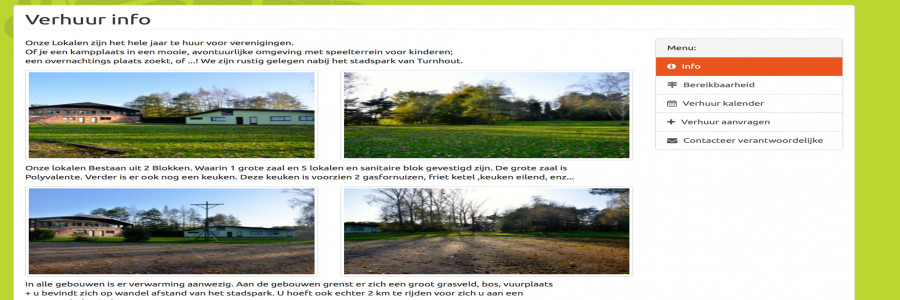 Verhuur info
Onze Lokalen zijn het hele jaar te huur voor verenigingen.
Of je een kampplaats in een mooie, avontuurlijke omgeving met speelterrein voor kinderen;
een overnachtings plaats zoekt, of ...! We zijn rustig gelegen nabij het stadspark van Turnhout.
Onze lokalen Bestaan uit 2 Blokken. Waarin 1 grote zaal en 5 lokalen en sanitaire blok gevestigd zijn. De grote zaal is
Polyvalente. Verder is er ook nog een keuken. Deze keuken is voorzien 2 gasfornuizen, friet ketel ,keuken eilend, enz...
In alle gebouwen is er verwarming aanwezig. Aan de gebouwen grenst er zich een groot grasveld, bos, vuurplaats
+ u bevindt zich op wandel afstand van het stadspark. U hoeft ook echter 2 km te rijden voor zich u aan een
Menu:
Info
Bereikbaarheid
Verhuur kalender
Verhuur aanvragen
Contacteer verantwoordelijke